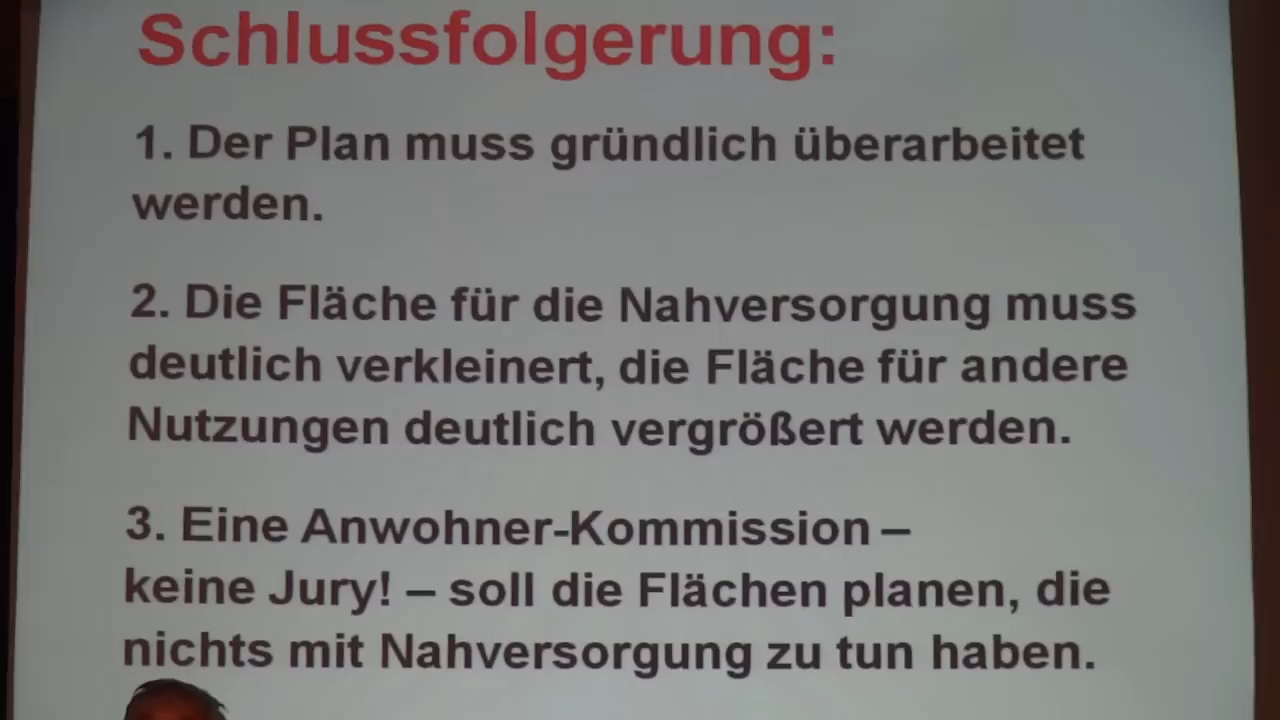 Schlussfolgerung:
1. Der Plan muss gründlich überarbeitet
werden.
2. Die Fläche für die Nahversorgung muss
deutlich verkleinert, die Fläche für andere
Nutzungen deutlich vergrößert werden.
3. Eine Anwohner-Kommission –
keine Jury! – soll die Flächen planen, die
nichts mit Nahversorgung zu tun haben.